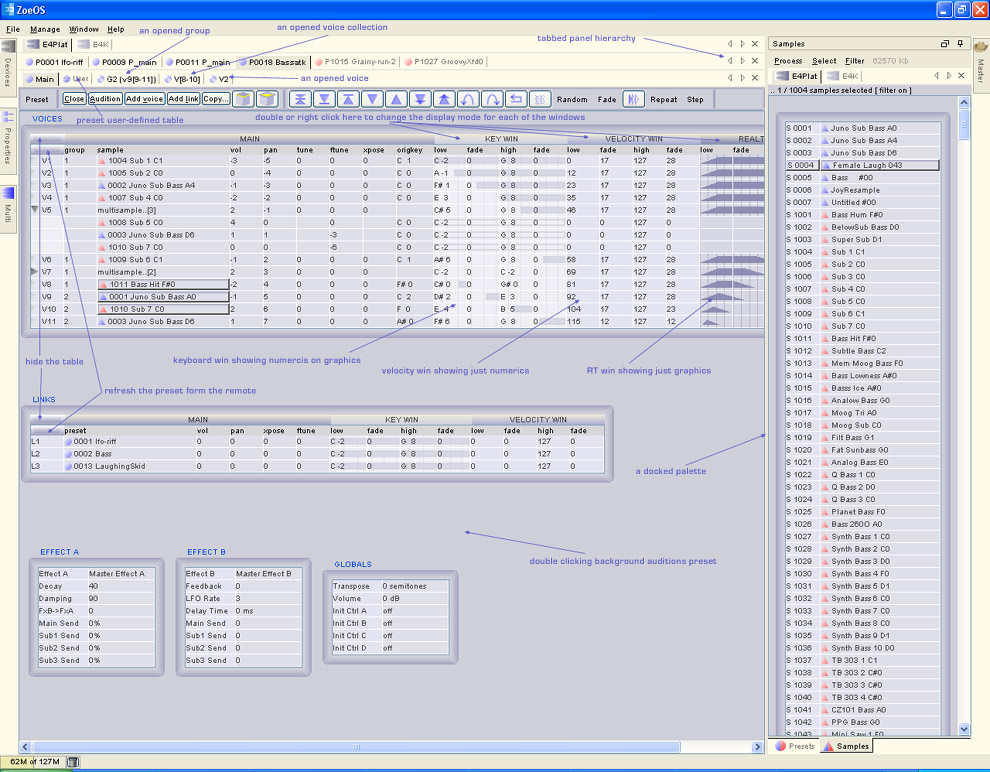 ZoeOS
File Manage Window Help
an opened group
an opened voice collection
tabbed panel hierarchy
E4Plat E4K
P0001 lfo-riff P0009 P_main P0011 P_main P0018 Bassatk P1015 Grainy-run-2 P1027 GroovyXfd0
Main User G2 (v9[9-11]) V[8-10] V2
an opened voice
Preset Close Audition Add voice Add link Copy... Random Fade Repeat Step
preset user-defined table
double or right click here to change the display mode for each of the windows
VOICES
MAIN KEY WIN VELOCITY WIN REALT
group sample vol pan tune ftune xpose origkey low fade high fade low fade high fade low fade
V1 1 1004 Sub 1 C1 -3 -5 0 0 0 C 0 C -2 0 G 8 0 0 17 127 28
V2 1 1005 Sub 2 C0 0 -4 0 0 0 C 0 A -1 0 G 8 0 12 17 127 28
V3 1 0002 Juno Sub Bass A4 -1 -3 0 0 0 C 0 F# 1 0 G 8 0 23 17 127 28
V4 1 1007 Sub 4 C0 -2 -2 0 0 0 C 0 E 3 0 G 8 0 35 17 127 28
V5 1 multisample..[3] 2 -1 0 0 0 C# 5 0 G 8 0 46 17 127 28
1008 Sub 5 C0 4 0 0 C 0 C -2 0 G 8 0 0 0 127 0
0003 Juno Sub Bass D6 1 1 -3 C 0 C -2 0 G 8 0 0 0 127 0
1010 Sub 7 C0 0 0 -6 C 0 C -2 0 G 8 0 0 0 127 0
V6 1 1009 Sub 6 C1 -1 2 0 0 0 C 1 A# 6 0 G 8 0 58 17 127 28
V7 1 multisample..[2] 2 3 0 0 0 C -2 0 C -2 0 69 17 127 28
V8 1 1011 Bass Hit F#0 -2 4 0 0 0 F# 0 C -2 0 G# 0 0 81 17 127 28
V9 2 0001 Juno Sub Bass A0 -1 5 0 0 0 C 2 D# 2 0 E 3 0 92 17 127 28
V10 2 1010 Sub 7 C0 2 6 0 0 0 F 0 E 4 0 B 5 0 104 17 127 23
V11 2 0003 Juno Sub Bass D6 1 7 0 0 0 A# 0 F# 6 0 G 8 0 115 12 127 12
keyboard win showing numercis on graphics
velocity win showing just numerics
RT win showing just graphics
hide the table
refresh the preset form the remote
LINKS
MAIN KEY WIN VELOCITY WIN
preset vol pan xpose ftune low fade high fade low fade high fade
L1 0001 lfo-riff 0 0 0 0 C -2 0 G 8 0 0 0 127 0
L2 0002 Bass 0 0 0 0 C -2 0 G 8 0 0 0 127 0
L3 0013 LaughingSkid 0 0 0 0 C -2 0 G 8 0 0 0 127 0
a docked palette
double clicking background auditions preset
EFFECT A
Effect A Master Effect A
Decay 40
Damping 90
FxB->FxA 0
Main Send 0%
Sub1 Send 0%
Sub2 Send 0%
Sub3 Send 0%
EFFECT B
Effect B Master Effect B
Feedback 0
LFO Rate 3
Delay Time 0 ms
Main Send 0
Sub1 Send 0
Sub2 Send 0
Sub3 Send 0
GLOBALS
Transpose 0 semitones
Volume 0 dB
Init Ctrl A off
Init Ctrl B off
Init Ctrl C off
Init Ctrl D off
62M of 127M
Devices
Properties
Multi
Samples
Process Select Filter 62570 Kb
E4Plat E4K
.. 1 / 1004 samples selected [ filter on ]
S 0001 Juno Sub Bass A0
S 0002 Juno Sub Bass A4
S 0003 Juno Sub Bass D6
S 0004 Female Laugh 043
S 0005 Bass #00
S 0006 JoyResample
S 0007 Untitled #00
S 1001 Bass Hum F#0
S 1002 BelowSub Bass D0
S 1003 Super Sub D1
S 1004 Sub 1 C1
S 1005 Sub 2 C0
S 1006 Sub 3 C0
S 1007 Sub 4 C0
S 1008 Sub 5 C0
S 1009 Sub 6 C1
S 1010 Sub 7 C0
S 1011 Bass Hit F#0
S 1012 Subtle Bass C2
S 1013 Mem Moog Bass F0
S 1014 Bass Lowness A#0
S 1015 Basss Ice A#0
S 1016 Analow Bass G0
S 1017 Moog Tri A0
S 1018 Moog Sub C0
S 1019 Filt Bass G1
S 1020 Fat Sunbass G0
S 1021 Analog Bass E0
S 1022 Q Bass 1 C0
S 1023 Q Bass 2 D0
S 1024 Q Bass 3 C0
S 1025 Planet Bass F0
S 1026 Bass 260O A0
S 1027 Synth Bass 1 C0
S 1028 Synth Bass 2 C0
S 1029 Synth Bass 3 D0
S 1030 Synth Bass 4 F0
S 1031 Synth Bass 5 D1
S 1032 Synth Bass 6 C0
S 1033 Synth Bass 7 C0
S 1034 Synth Bass 8 C0
S 1035 Synth Bass 9 D1
S 1036 Synth Bass 10 D0
S 1037 TB 303 1 C1
S 1038 TB 303 2 C#0
S 1039 TB 303 3 C#0
S 1040 TB 303 4 C#0
S 1041 CZ101 Bass A0
S 1042 PPG Bass G0
S 1043 Mini Saw 1 F0
Presets Samples
Master